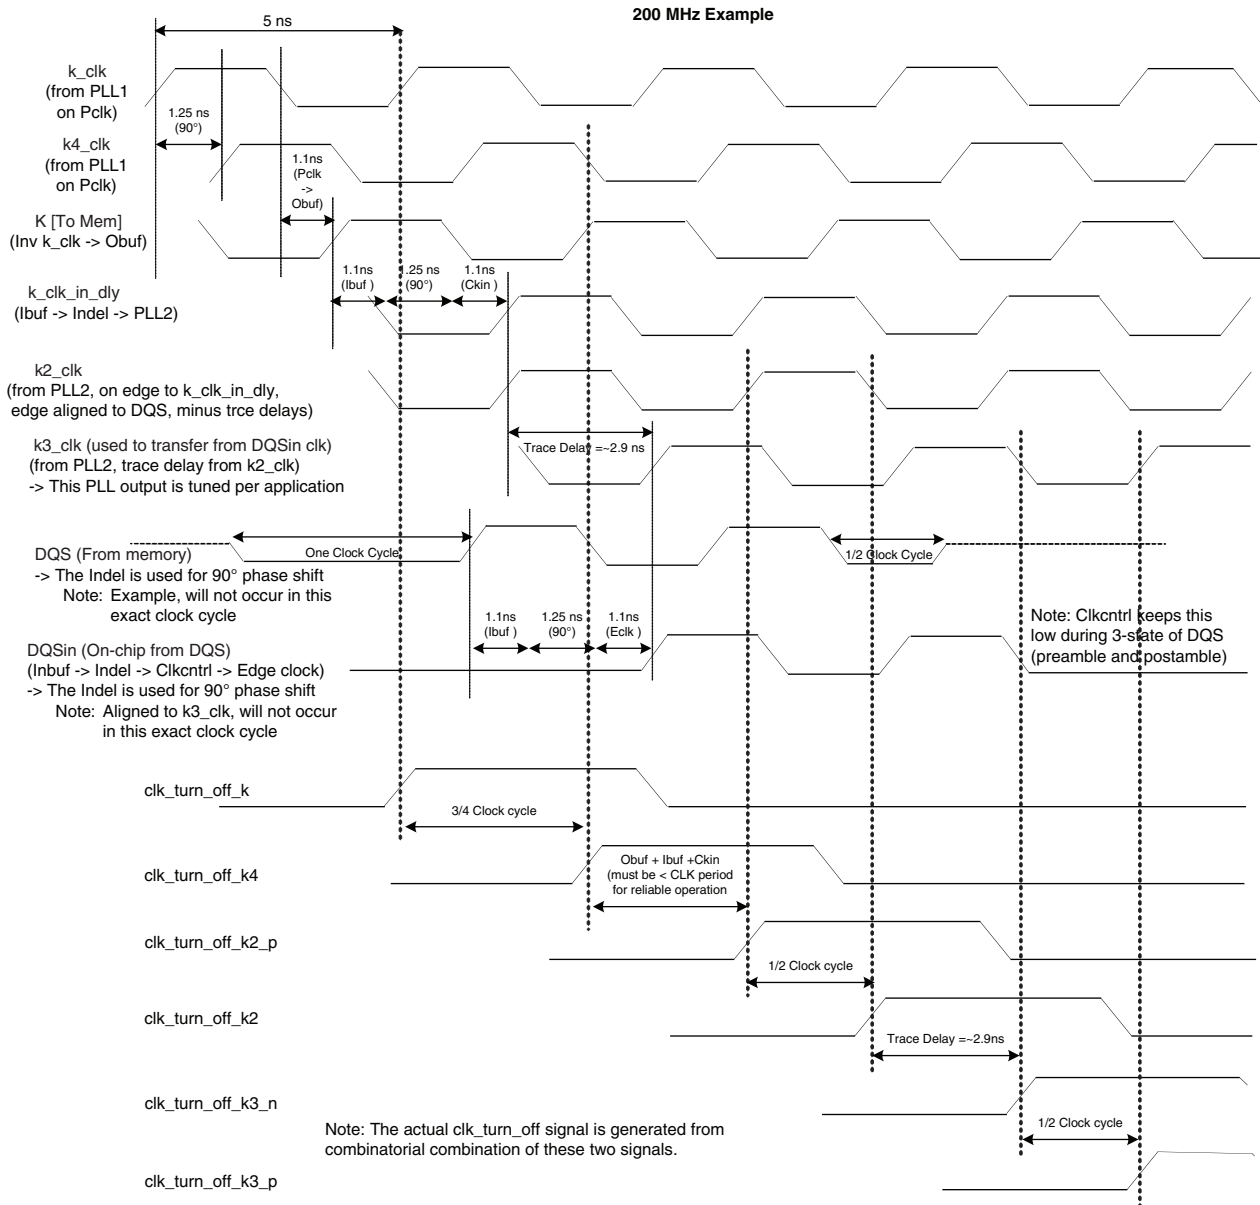 200 MHz Example
5 ns
k_clk
(from PLL1
on Pclk)
1.25 ns
(90°)
k4_clk
(from PLL1
on Pclk)
1.1ns
(Pclk
->
Obuf)
K [To Mem]
(Inv k_clk -> Obuf)
1.1ns
(Ibuf )
1.25 ns
(90°)
1.1ns
(Ckin )
k_clk_in_dly
(Ibuf -> Indel -> PLL2)
k2_clk
(from PLL2, on edge to k_clk_in_dly,
edge aligned to DQS, minus trce delays)
k3_clk (used to transfer from DQSin clk)
(from PLL2, trace delay from k2_clk)
-> This PLL output is tuned per application
Trace Delay =~2.9 ns
DQS (From memory)
-> The Indel is used for 90° phase shift
Note: Example, will not occur in this
exact clock cycle
One Clock Cycle
1/2 Clock Cycle
1.1ns
(Ibuf )
1.25 ns
(90°)
1.1ns
(Eclk )
Note: Clkcntrl keeps this
low during 3-state of DQS
(preamble and postamble)
DQSin (On-chip from DQS)
(Inbuf -> Indel -> Clkcntrl -> Edge clock)
-> The Indel is used for 90° phase shift
Note: Aligned to k3_clk, will not occur
in this exact clock cycle
clk_turn_off_k
3/4 Clock cycle
clk_turn_off_k4
Obuf + Ibuf +Ckin
(must be < CLK period
for reliable operation
clk_turn_off_k2_p
1/2 Clock cycle
clk_turn_off_k2
Trace Delay =~2.9ns
clk_turn_off_k3_n
Note: The actual clk_turn_off signal is generated from
combinatorial combination of these two signals.
1/2 Clock cycle
clk_turn_off_k3_p